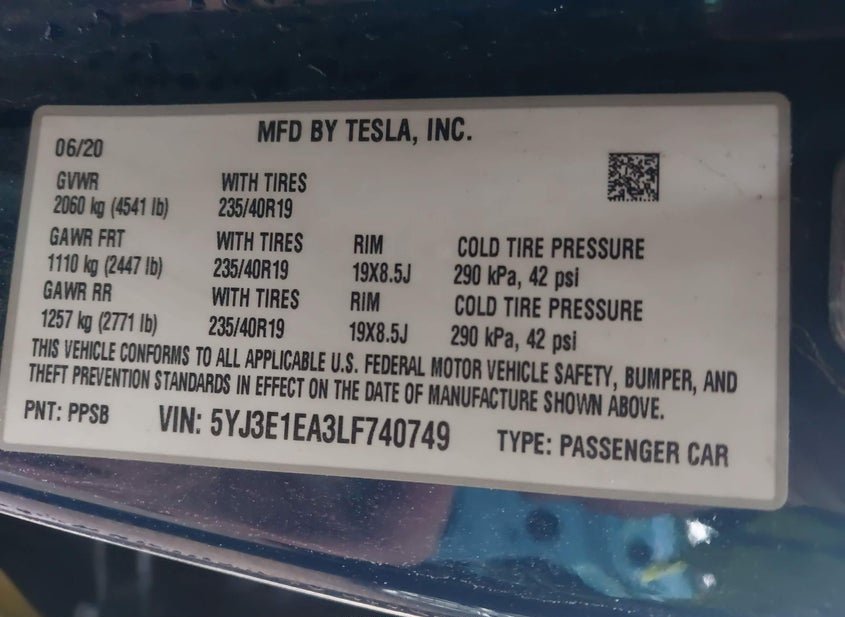 MFD BY TESLA, INC.
06/20
GVWR WITH TIRES
2060 kg (4541 lb) 235/40R19
GAWR FRT WITH TIRES RIM COLD TIRE PRESSURE
1110 kg (2447 lb) 235/40R19 19X8.5J 290 kPa, 42 psi
GAWR RR WITH TIRES RIM COLD TIRE PRESSURE
1257 kg (2771 lb) 235/40R19 19X8.5J 290 kPa, 42 psi
THIS VEHICLE CONFORMS TO ALL APPLICABLE U.S. FEDERAL MOTOR VEHICLE SAFETY, BUMPER, AND
THEFT PREVENTION STANDARDS IN EFFECT ON THE DATE OF MANUFACTURE SHOWN ABOVE.
PNT: PPSB VIN: 5YJ3E1EA3LF740749 TYPE: PASSENGER CAR